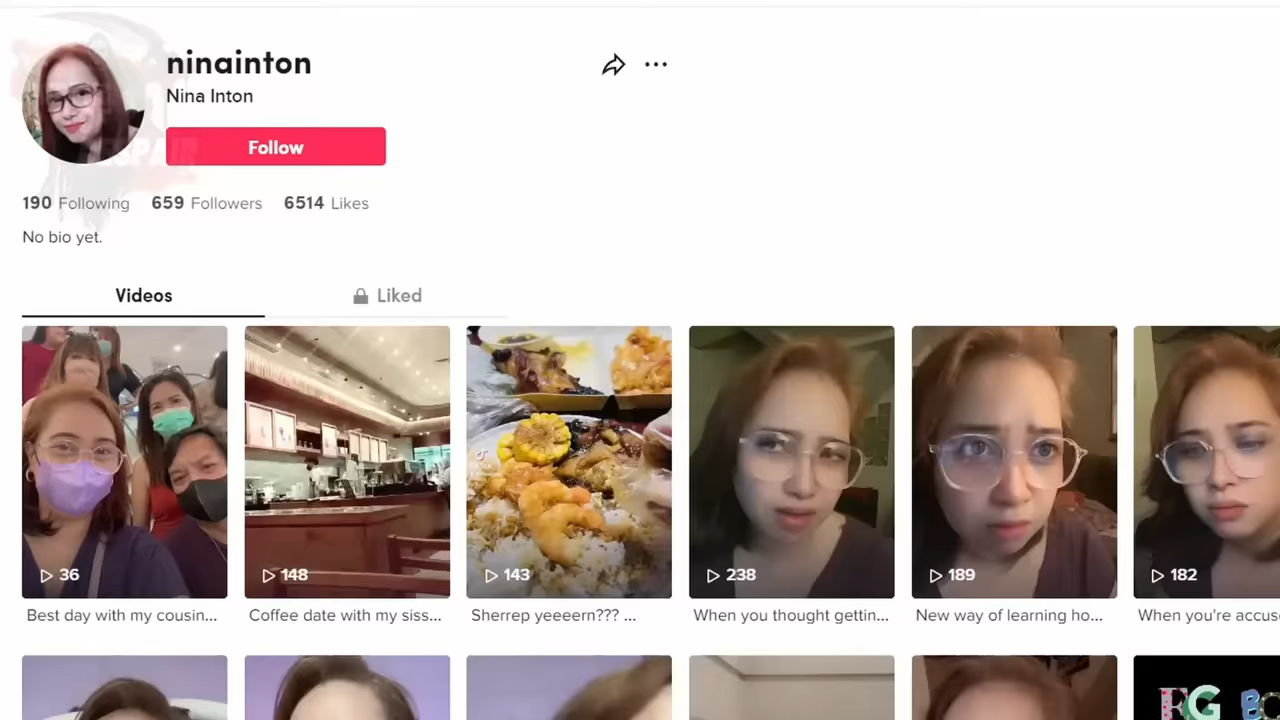 ninainton
Nina Inton
Follow
190 Following 659 Followers 6514 Likes
No bio yet.
Videos Liked
36 148 143 238 189 182
Best day with my cousin... Coffee date with my siss... Sherrep yeeeern??? ... When you thought gettin... New way of learning ho... When you're accus